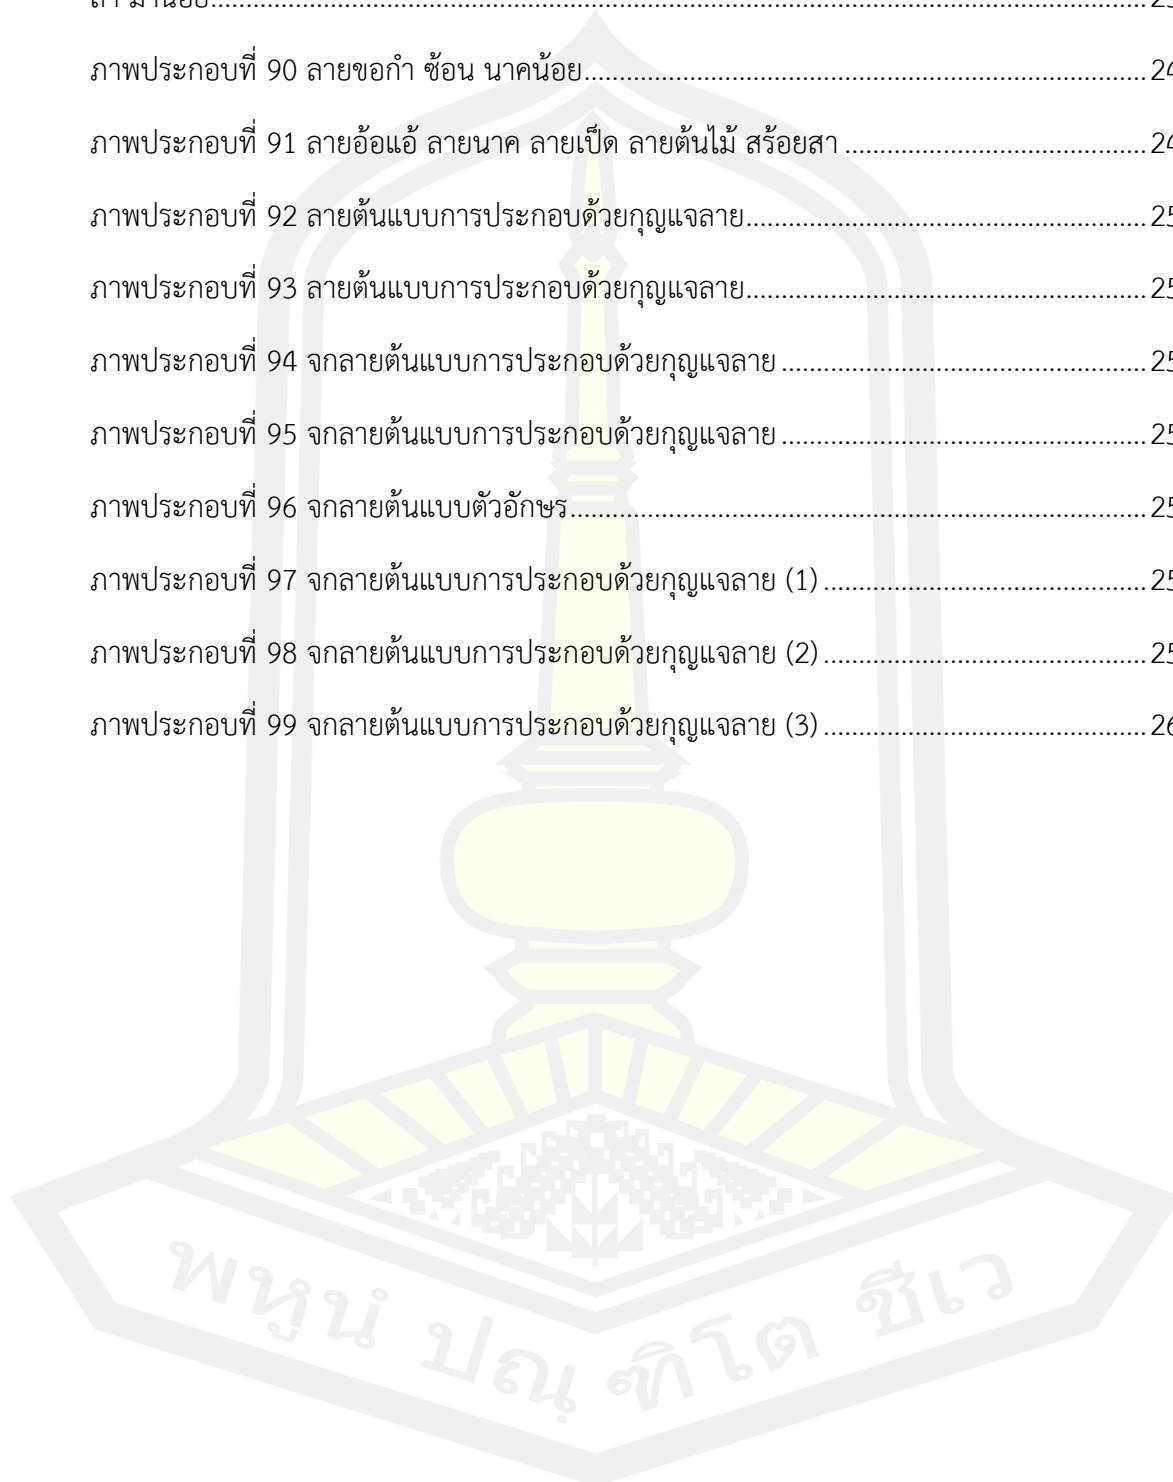 ภาพประกอบที่ 90 ลายขอกำ ซ้อน นาคน้อย
ภาพประกอบที่ 91 ลายอ้อแอ้ ลายนาค ลายเป็ด ลายต้นไม้ สร้อยสา
ภาพประกอบที่ 92 ลายต้นแบบการประกอบด้วยกุญแจลาย
ภาพประกอบที่ 93 ลายต้นแบบการประกอบด้วยกุญแจลาย
ภาพประกอบที่ 94 จกลายต้นแบบการประกอบด้วยกุญแจลาย
ภาพประกอบที่ 95 จกลายต้นแบบการประกอบด้วยกุญแจลาย
ภาพประกอบที่ 96 จกลายต้นแบบตัวอักษร
ภาพประกอบที่ 97 จกลายต้นแบบการประกอบด้วยกุญแจลาย (1)
ภาพประกอบที่ 98 จกลายต้นแบบการประกอบด้วยกุญแจลาย (2)
ภาพประกอบที่ 99 จกลายต้นแบบการประกอบด้วยกุญแจลาย (3)
พหูนํ ปณฺฑิโต ชีเว